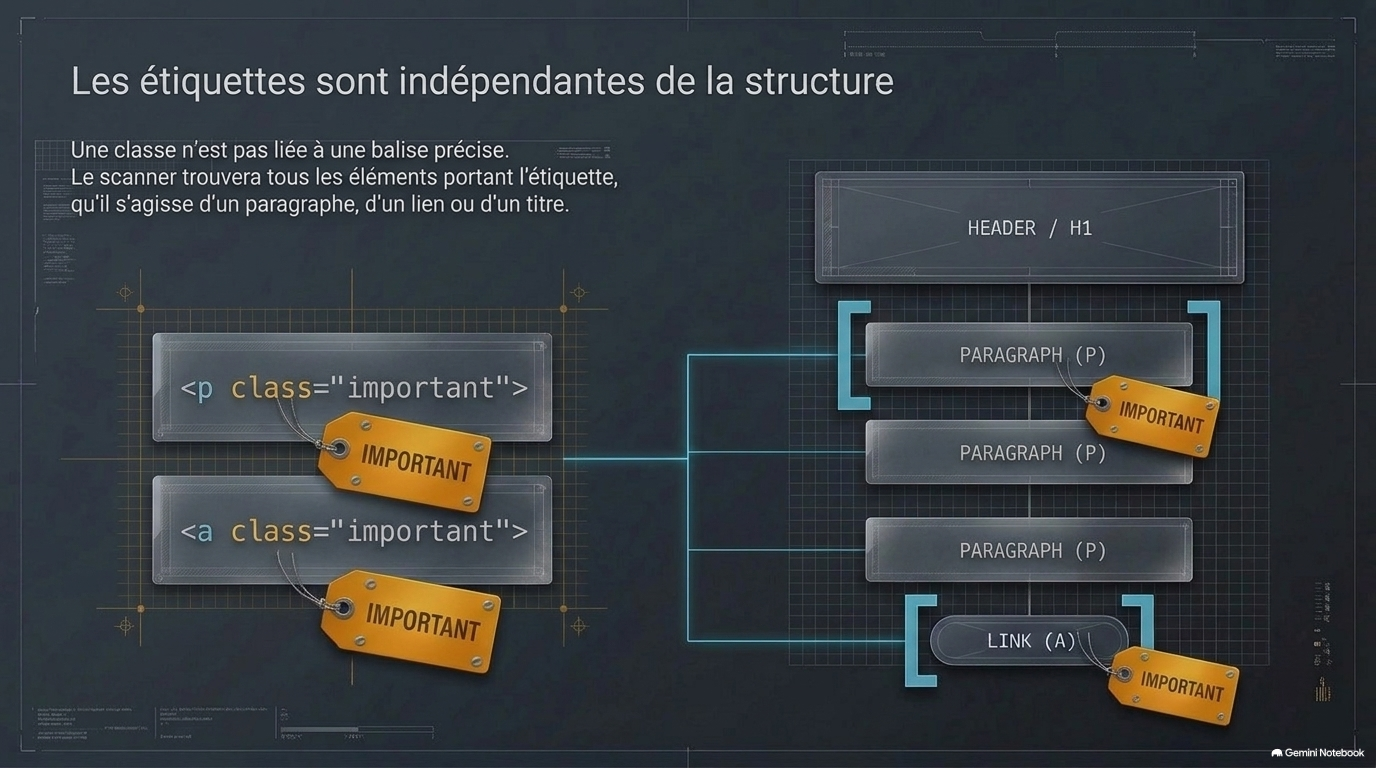 Les étiquettes sont indépendantes de la structure
Une classe n'est pas liée à une balise précise.
Le scanner trouvera tous les éléments portant l'étiquette,
qu'il s'agisse d'un paragraphe, d'un lien ou d'un titre.
<p class="important">
IMPORTANT
<a class="important">
IMPORTANT
HEADER / H1
PARAGRAPH (P)
IMPORTANT
PARAGRAPH (P)
PARAGRAPH (P)
LINK (A)
IMPORTANT
Gemini Notebook